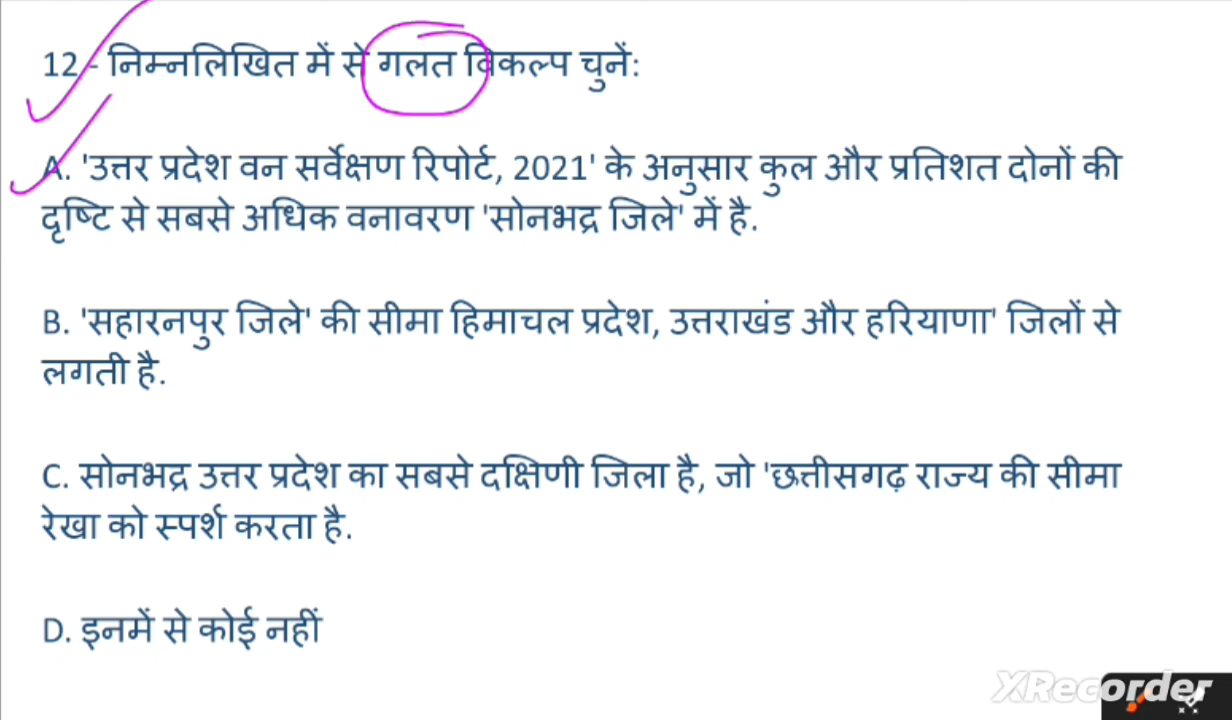 12 - निम्नलिखित में से गलत विकल्प चुनें:
A. 'उत्तर प्रदेश वन सर्वेक्षण रिपोर्ट, 2021' के अनुसार कुल और प्रतिशत दोनों की
दृष्टि से सबसे अधिक वनावरण 'सोनभद्र जिले' में है.
B. 'सहारनपुर जिले' की सीमा हिमाचल प्रदेश, उत्तराखंड और हरियाणा' जिलों से
लगती है.
C. सोनभद्र उत्तर प्रदेश का सबसे दक्षिणी जिला है, जो 'छत्तीसगढ़ राज्य की सीमा
रेखा को स्पर्श करता है.
D. इनमें से कोई नहीं
XRecorder